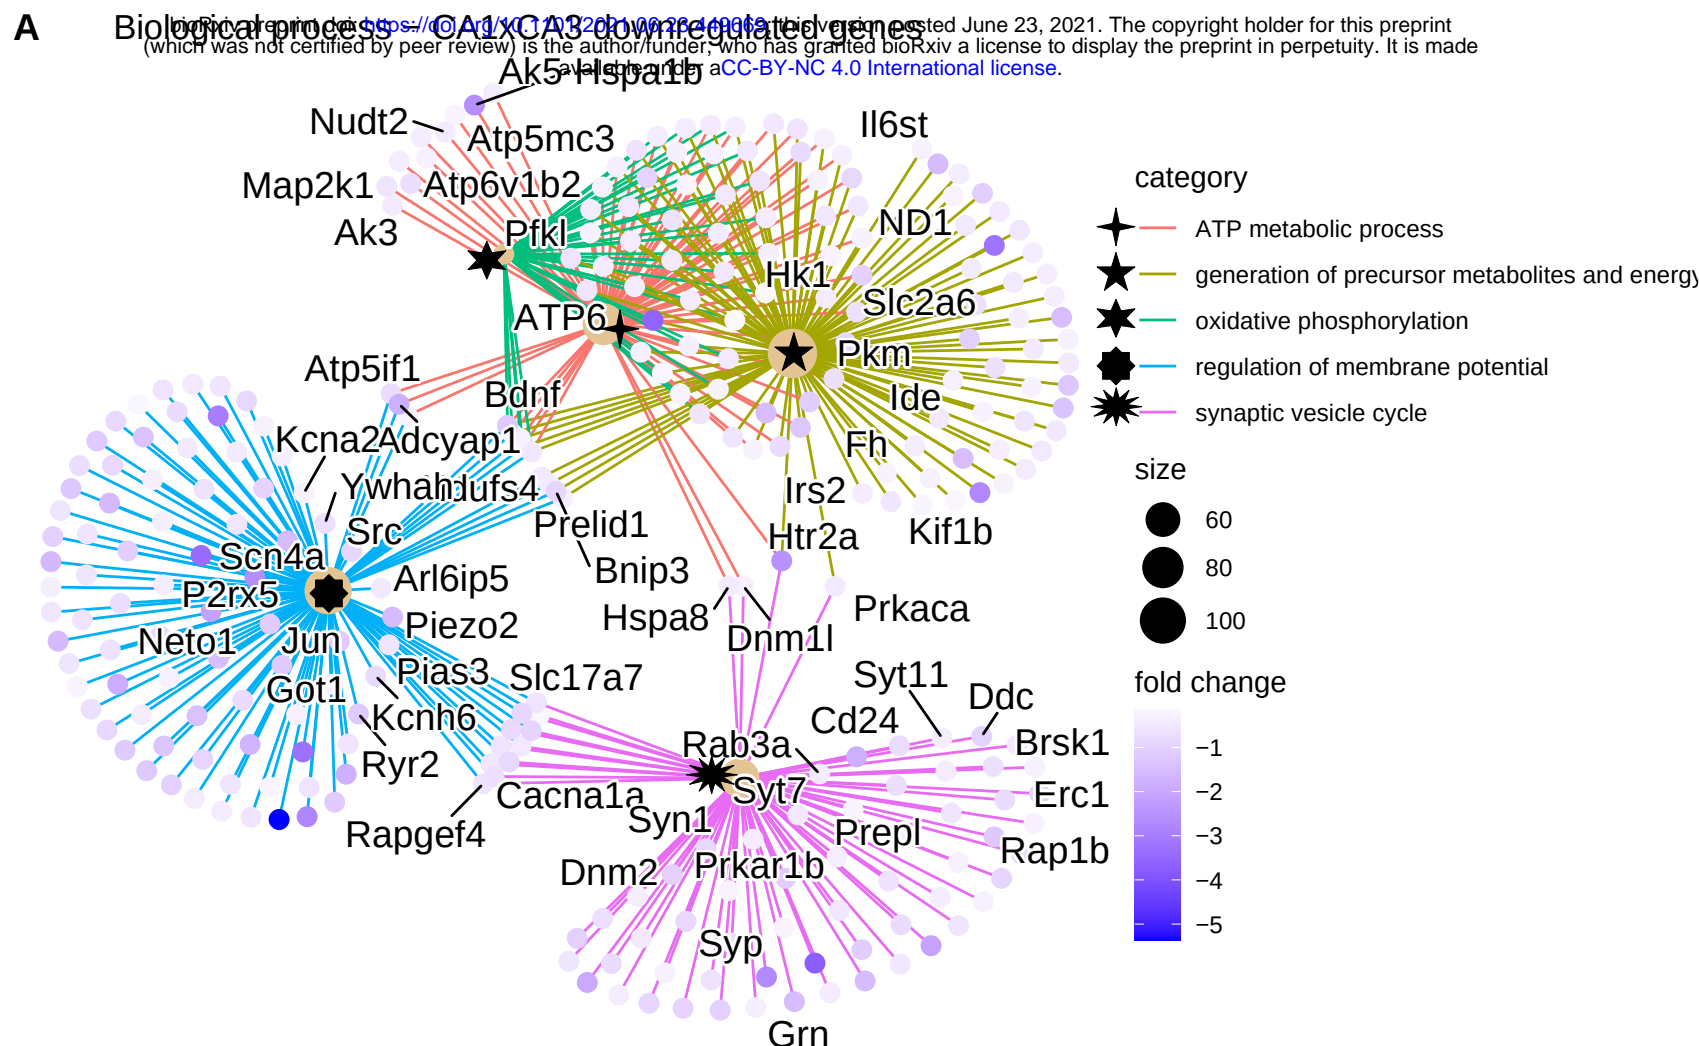 A
Biological process – CA1/CA3 downregulated genes
bioRxiv preprint doi: https://doi.org/10.1101/2021.06.23.449669; this version posted June 23, 2021. The copyright holder for this preprint
(which was not certified by peer review) is the author/funder, who has granted bioRxiv a license to display the preprint in perpetuity. It is made
available under aCC-BY-NC 4.0 International license.
Ak5 Hspa1b
Nudt2
Atp5mc3
Il6st
Map2k1
Atp6v1b2
Ak3
Pfkl
ND1
Hk1
Slc2a6
ATP6
Pkm
Atp5if1
Bdnf
Ide
Kcna2
Adcyap1
Fh
Ywhah
Ndufs4
Irs2
Prelid1
Src
Kif1b
Htr2a
Scn4a
Bnip3
Arl6ip5
P2rx5
Hspa8
Prkaca
Piezo2
Neto1
Jun
Dnm1l
Pias3
Slc17a7
Syt11
Got1
Ddc
Kcnh6
Cd24
Rab3a
Brsk1
Ryr2
Cacna1a
Syt7
Erc1
Syn1
Rapgef4
Prepl
Rap1b
Dnm2
Prkar1b
Syp
Grn
category
ATP metabolic process
generation of precursor metabolites and energy
oxidative phosphorylation
regulation of membrane potential
synaptic vesicle cycle
size
60
80
100
fold change
−1
−2
−3
−4
−5